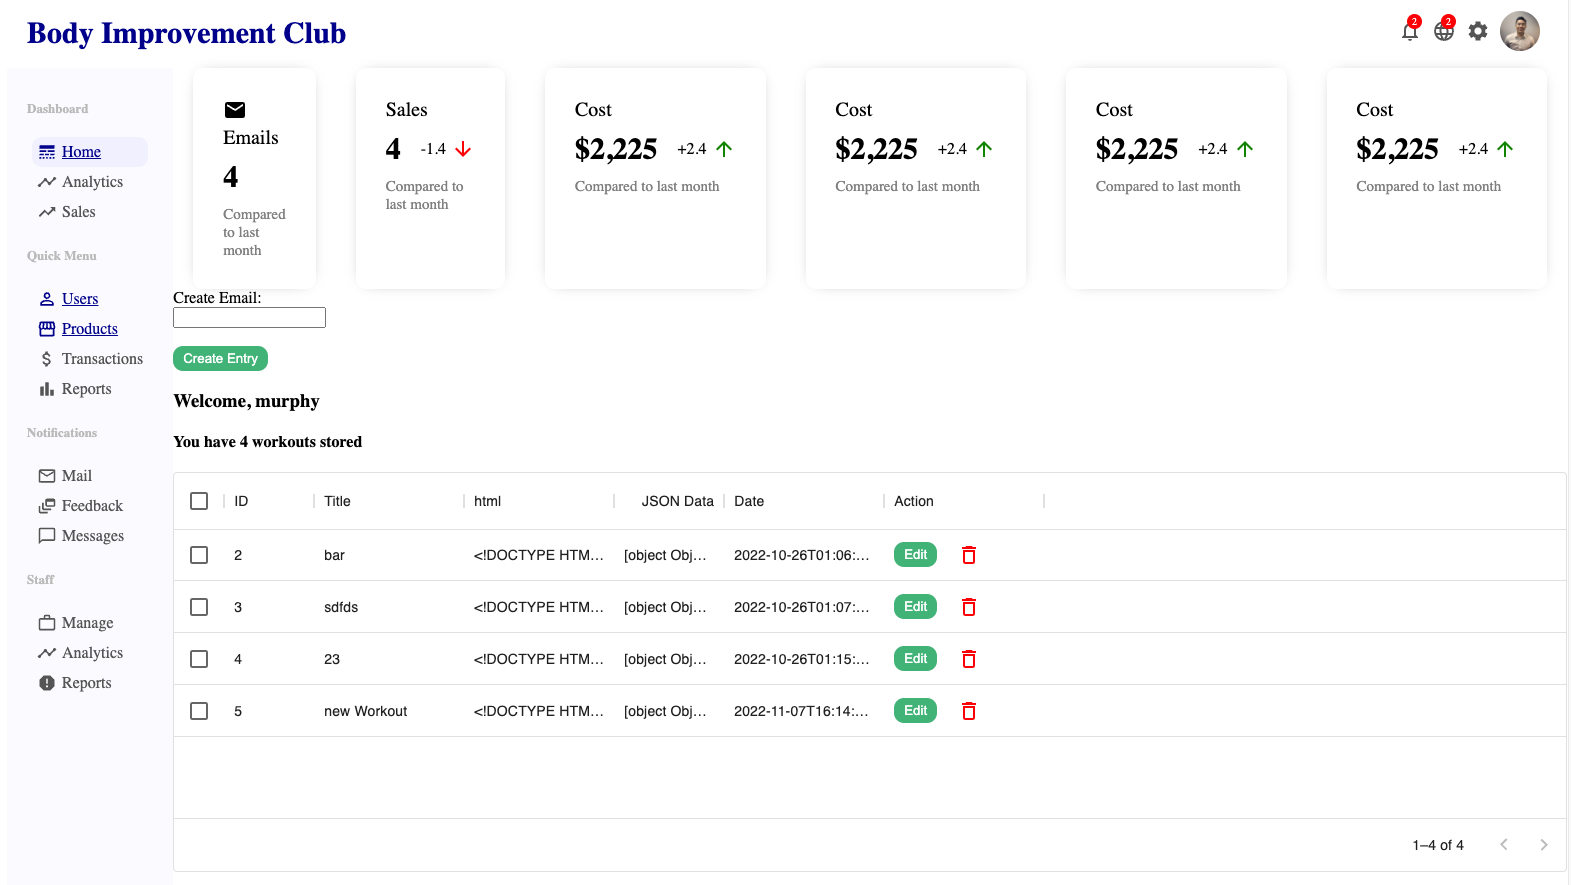 Body Improvement Club
2
2
Dashboard
Home
Analytics
Sales
Quick Menu
Users
Products
Transactions
Reports
Notifications
Mail
Feedback
Messages
Staff
Manage
Analytics
Reports
Emails
4
Compared
to last
month
Sales
4 -1.4
Compared to
last month
Cost
$2,225 +2.4
Compared to last month
Cost
$2,225 +2.4
Compared to last month
Cost
$2,225 +2.4
Compared to last month
Cost
$2,225 +2.4
Compared to last month
Create Email:
Create Entry
Welcome, murphy
You have 4 workouts stored
ID Title html JSON Data Date Action
2 bar <!DOCTYPE HTM... [object Obj... 2022-10-26T01:06:... Edit
3 sdfds <!DOCTYPE HTM... [object Obj... 2022-10-26T01:07:... Edit
4 23 <!DOCTYPE HTM... [object Obj... 2022-10-26T01:15:... Edit
5 new Workout <!DOCTYPE HTM... [object Obj... 2022-11-07T16:14:... Edit
1–4 of 4